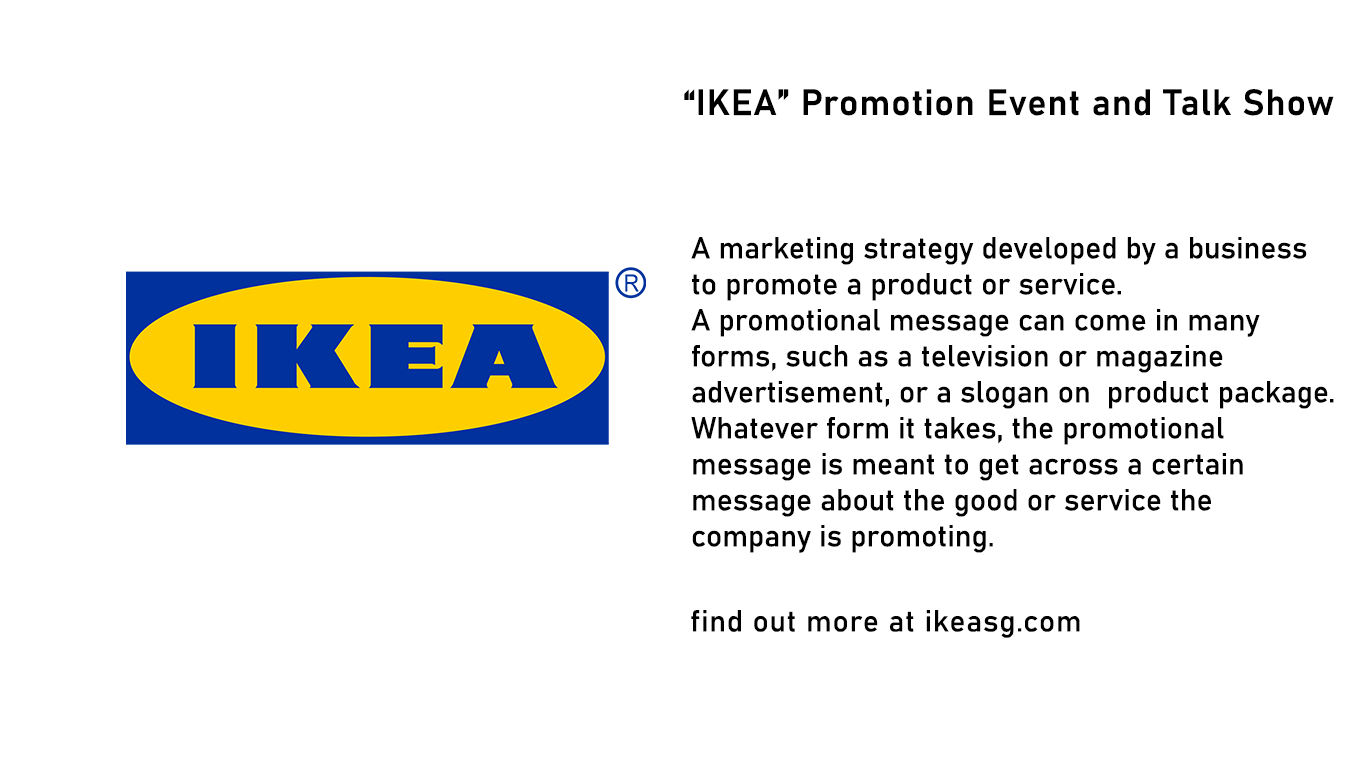 “IKEA” Promotion Event and Talk Show
IKEA®
A marketing strategy developed by a business
to promote a product or service.
A promotional message can come in many
forms, such as a television or magazine
advertisement, or a slogan on  product package.
Whatever form it takes, the promotional
message is meant to get across a certain
message about the good or service the
company is promoting.
find out more at ikeasg.com